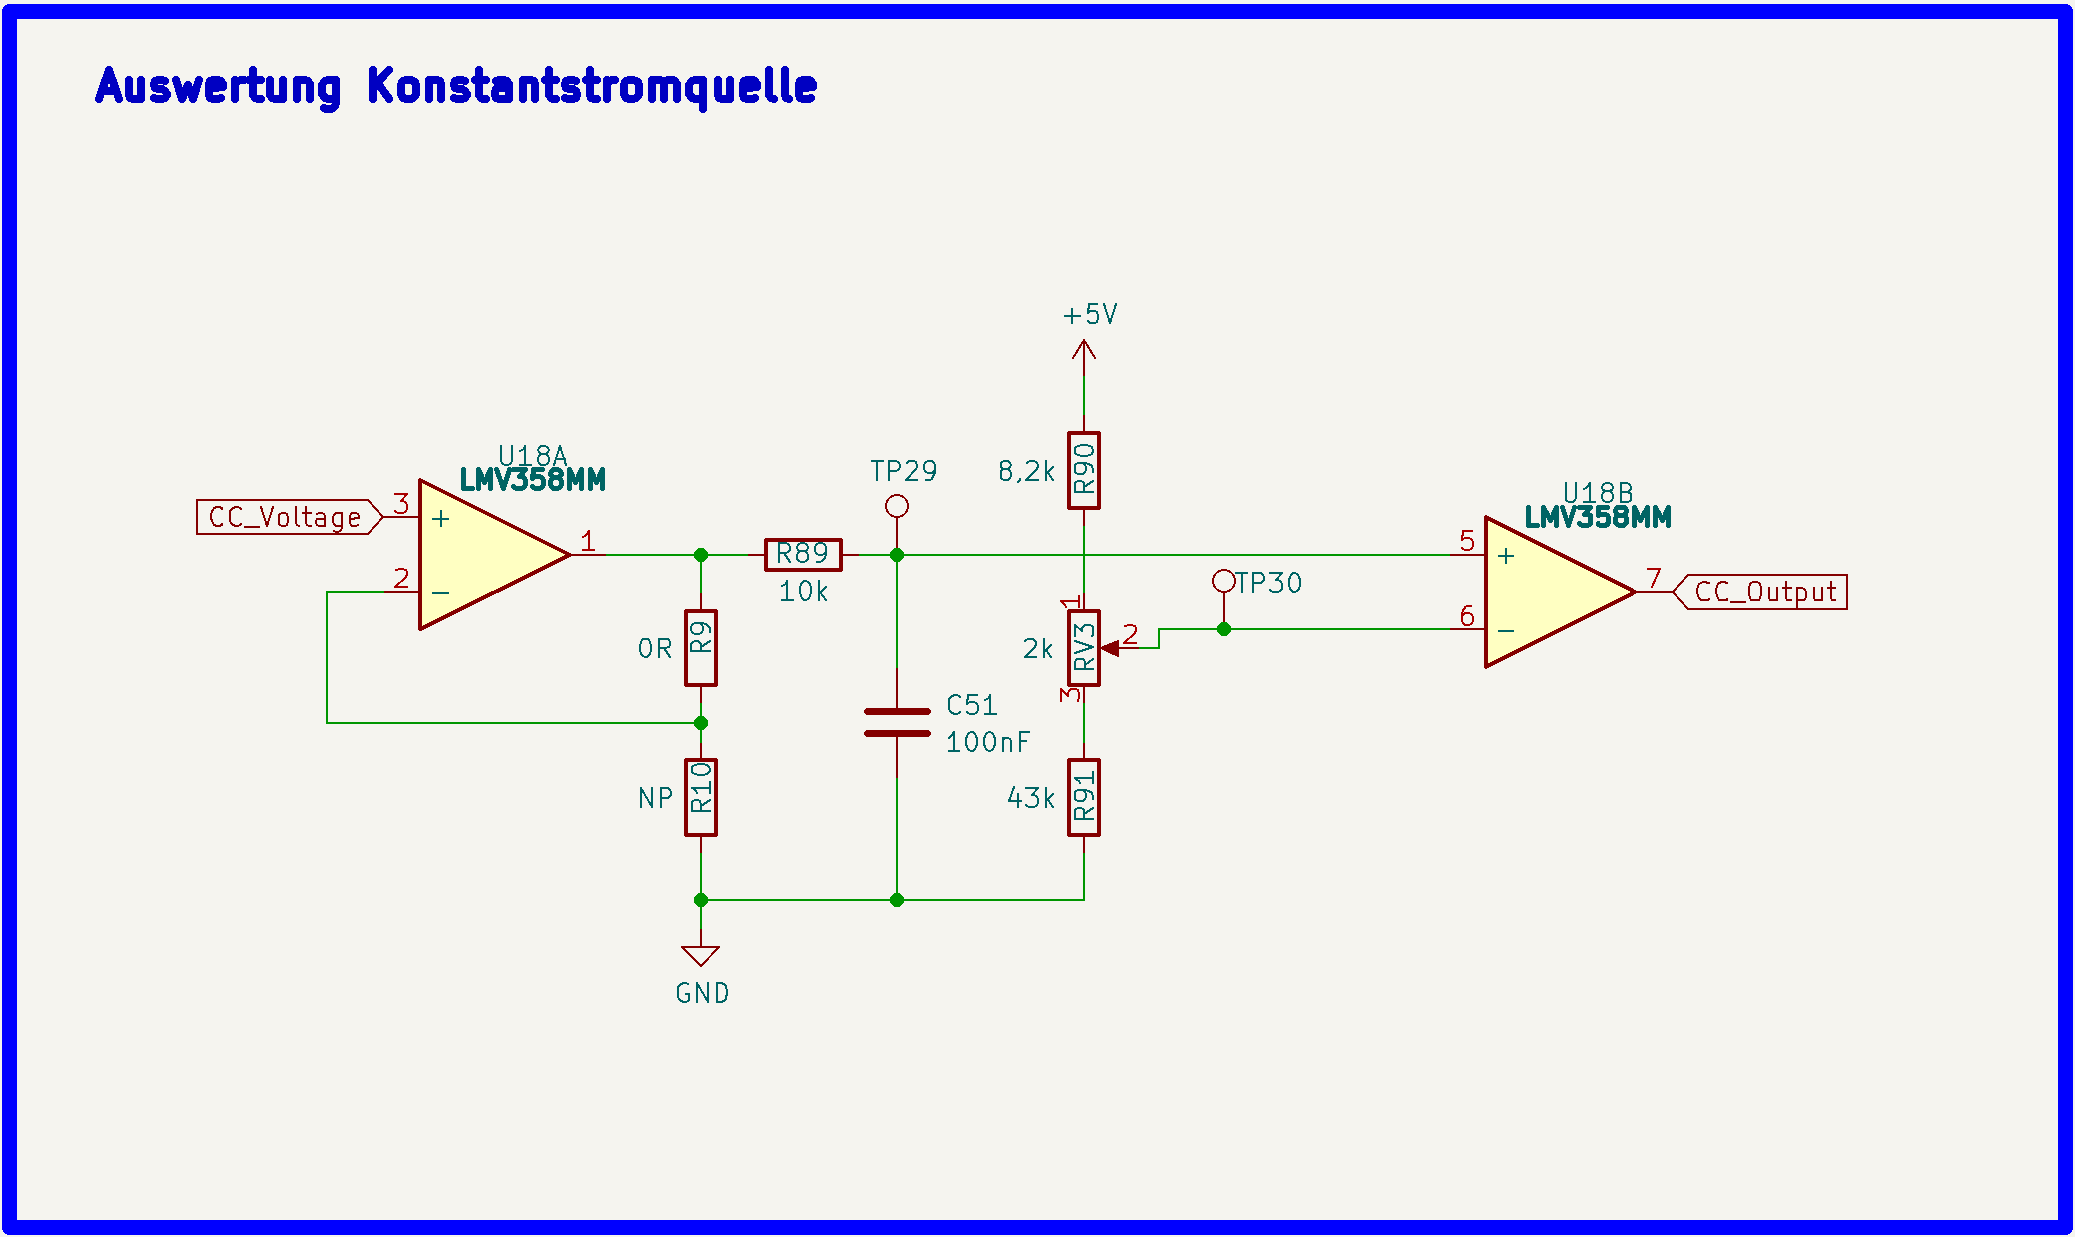 Auswertung Konstantstromquelle
+5V
U18A
LMV358MM
CC_Voltage
3
+
2
−
1
R89
10k
TP29
8,2k
R90
U18B
LMV358MM
5
+
6
−
7
CC_Output
TP30
0R
R9
1
2k
RV3
2
3
C51
100nF
NP
R10
43k
R91
GND